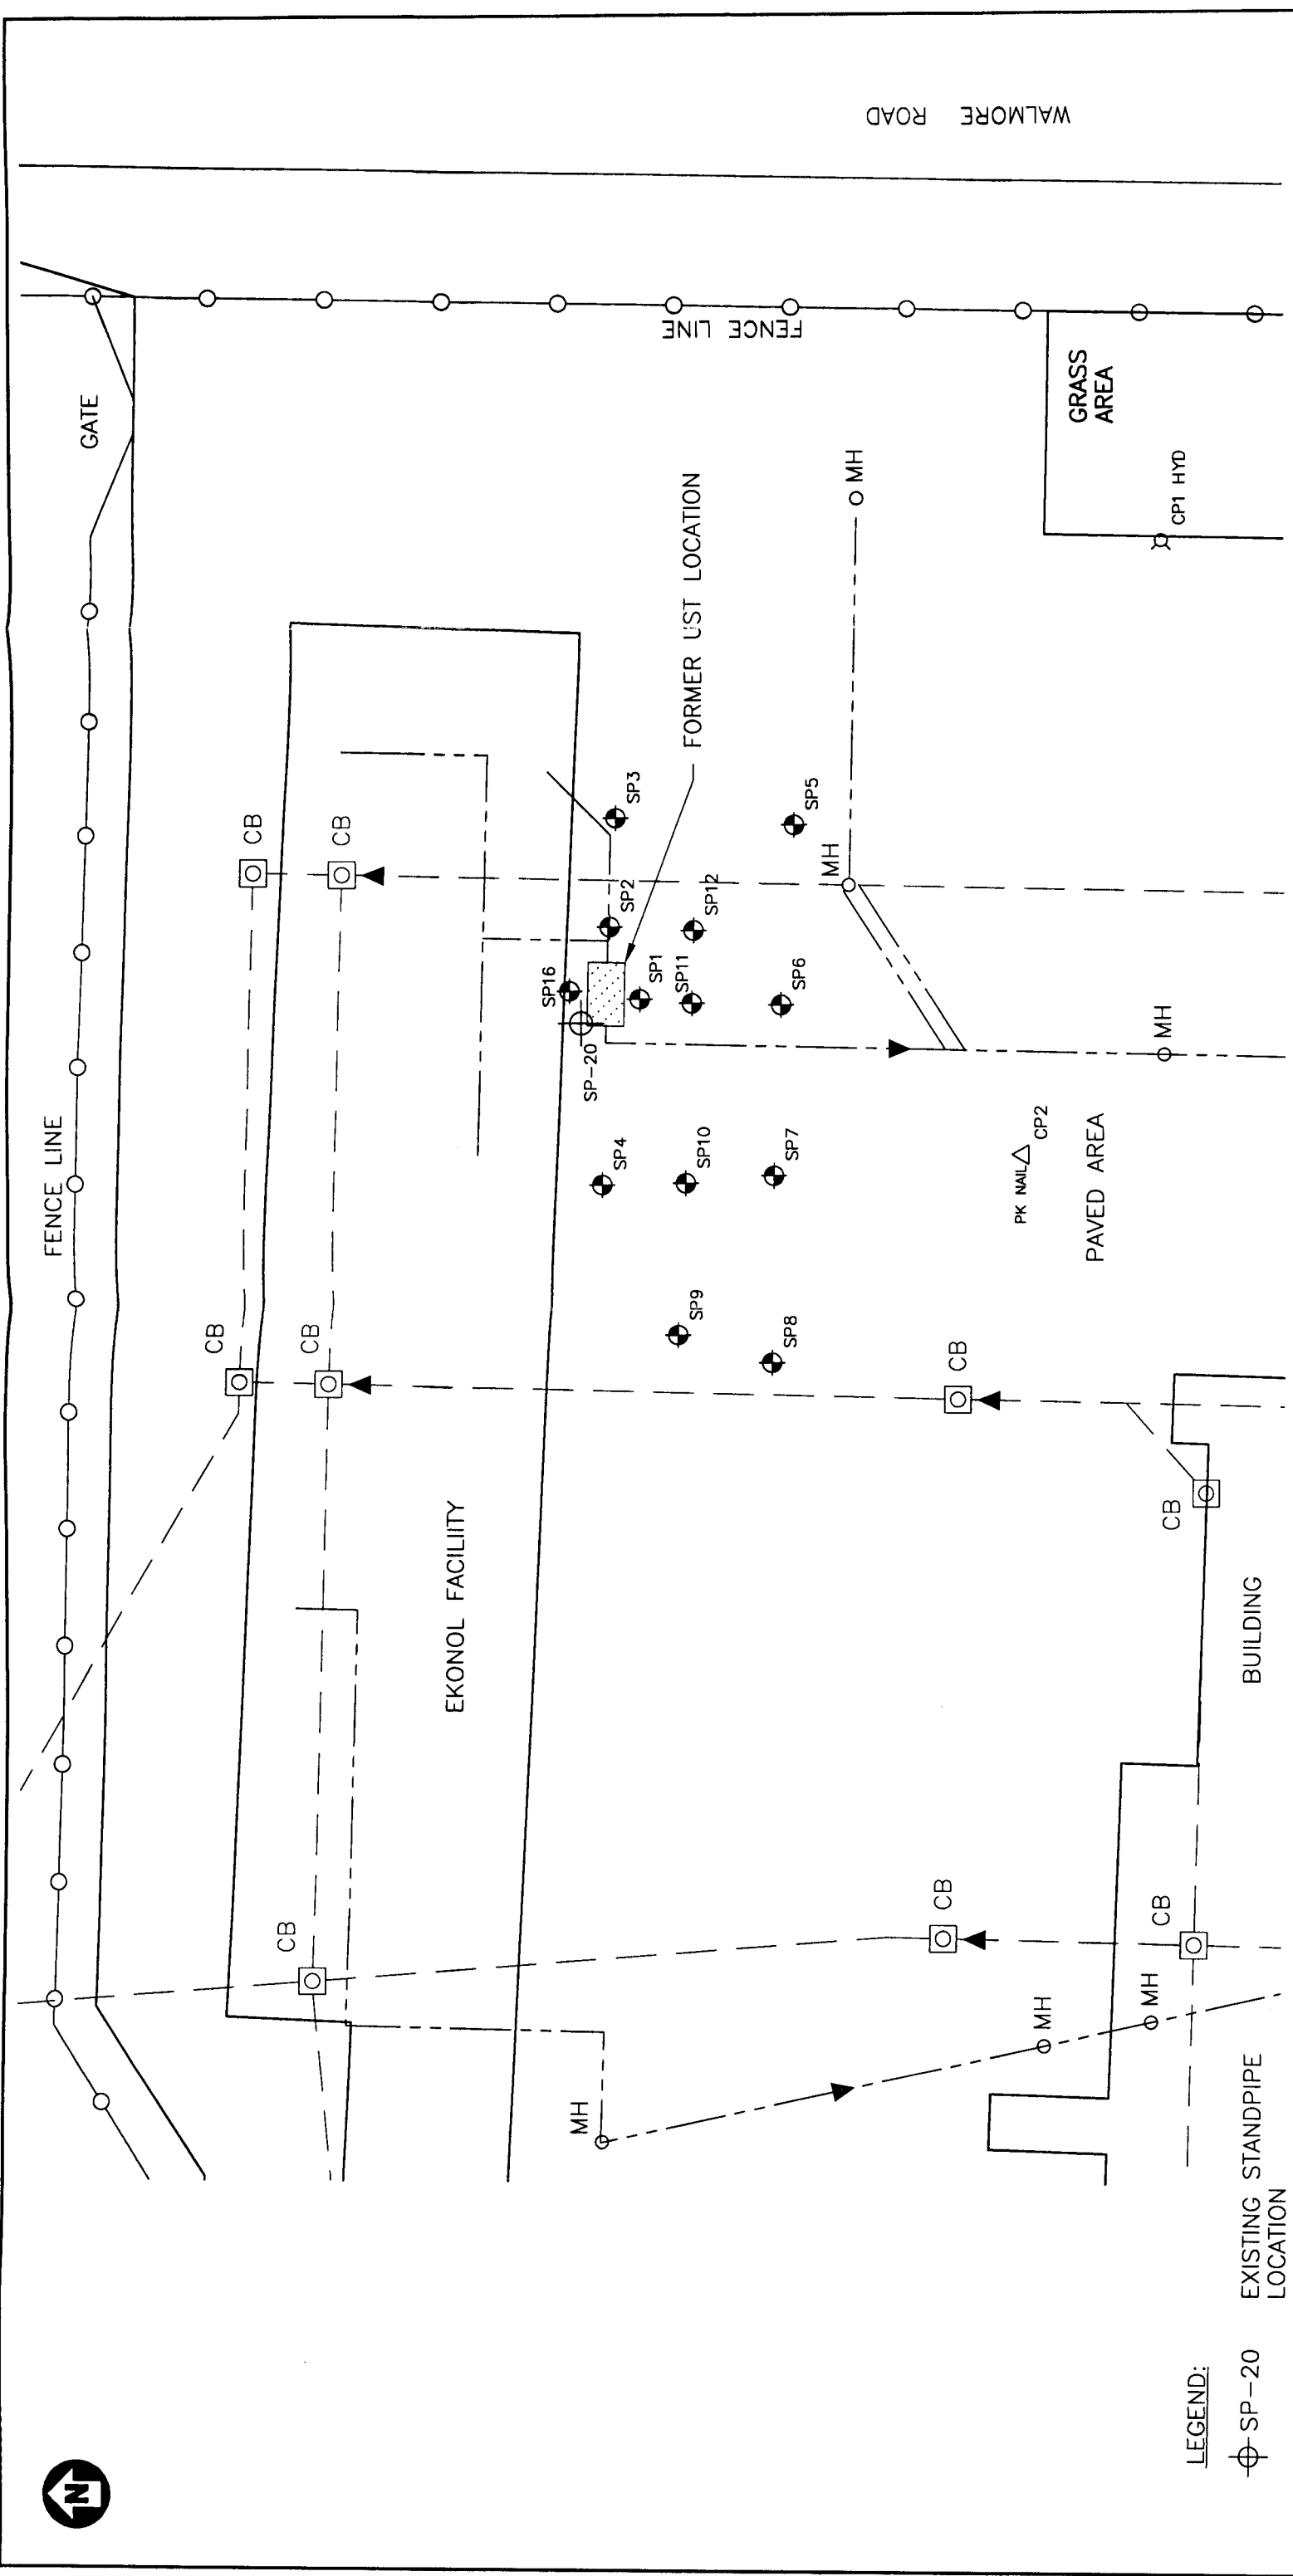 N
FENCE LINE
GATE
WALMORE ROAD
FENCE LINE
CB
CB
CB
CB
CB
EKONOL FACILIITY
SP16
SP-20
SP2
SP3
SP1
SP4
SP11
SP12
SP10
SP9
SP5
SP6
SP7
SP8
FORMER UST LOCATION
MH
MH
MH
MH
GRASS
AREA
CP1 HYD
PK NAIL
CP2
PAVED AREA
CB
CB
CB
CB
MH
MH
BUILDING
LEGEND:
SP-20
EXISTING STANDPIPE
LOCATION